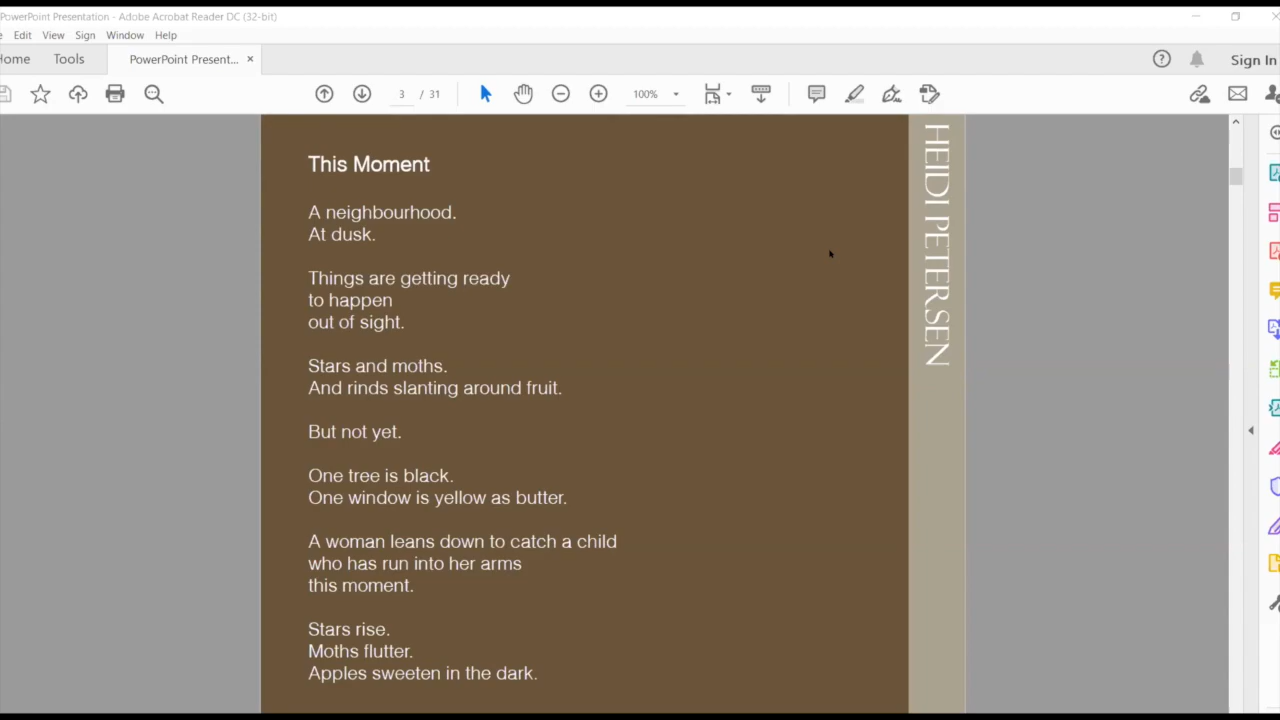 PowerPoint Presentation - Adobe Acrobat Reader DC (32-bit)
Edit View Sign Window Help
Home Tools PowerPoint Present... ×
3 / 31 100%
Sign In
This Moment
A neighbourhood.
At dusk.
Things are getting ready
to happen
out of sight.
Stars and moths.
And rinds slanting around fruit.
But not yet.
One tree is black.
One window is yellow as butter.
A woman leans down to catch a child
who has run into her arms
this moment.
Stars rise.
Moths flutter.
Apples sweeten in the dark.
HEIDI PETERSEN